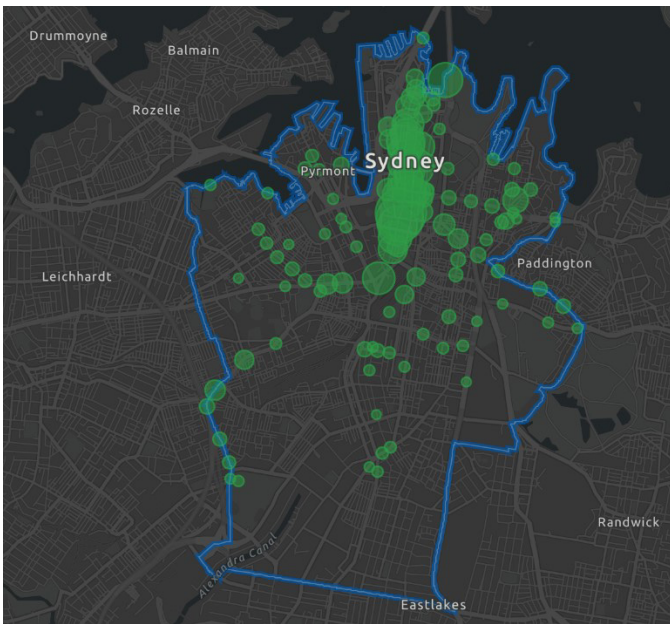 Drummoyne
Balmain
Rozelle
Sydney
Pyrmont
Leichhardt
Paddington
Randwick
Alexandra Canal
Eastlakes